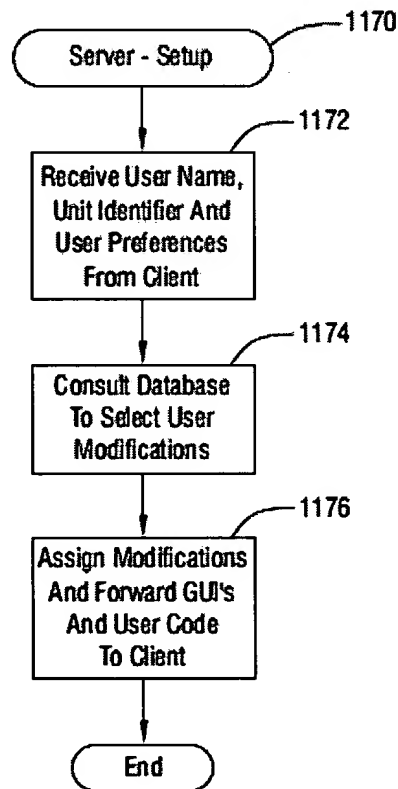 1170
Server - Setup
1172
Receive User Name,
Unit Identifier And
User Preferences
From Client
1174
Consult Database
To Select User
Modifications
1176
Assign Modifications
And Forward GUI's
And User Code
To Client
End